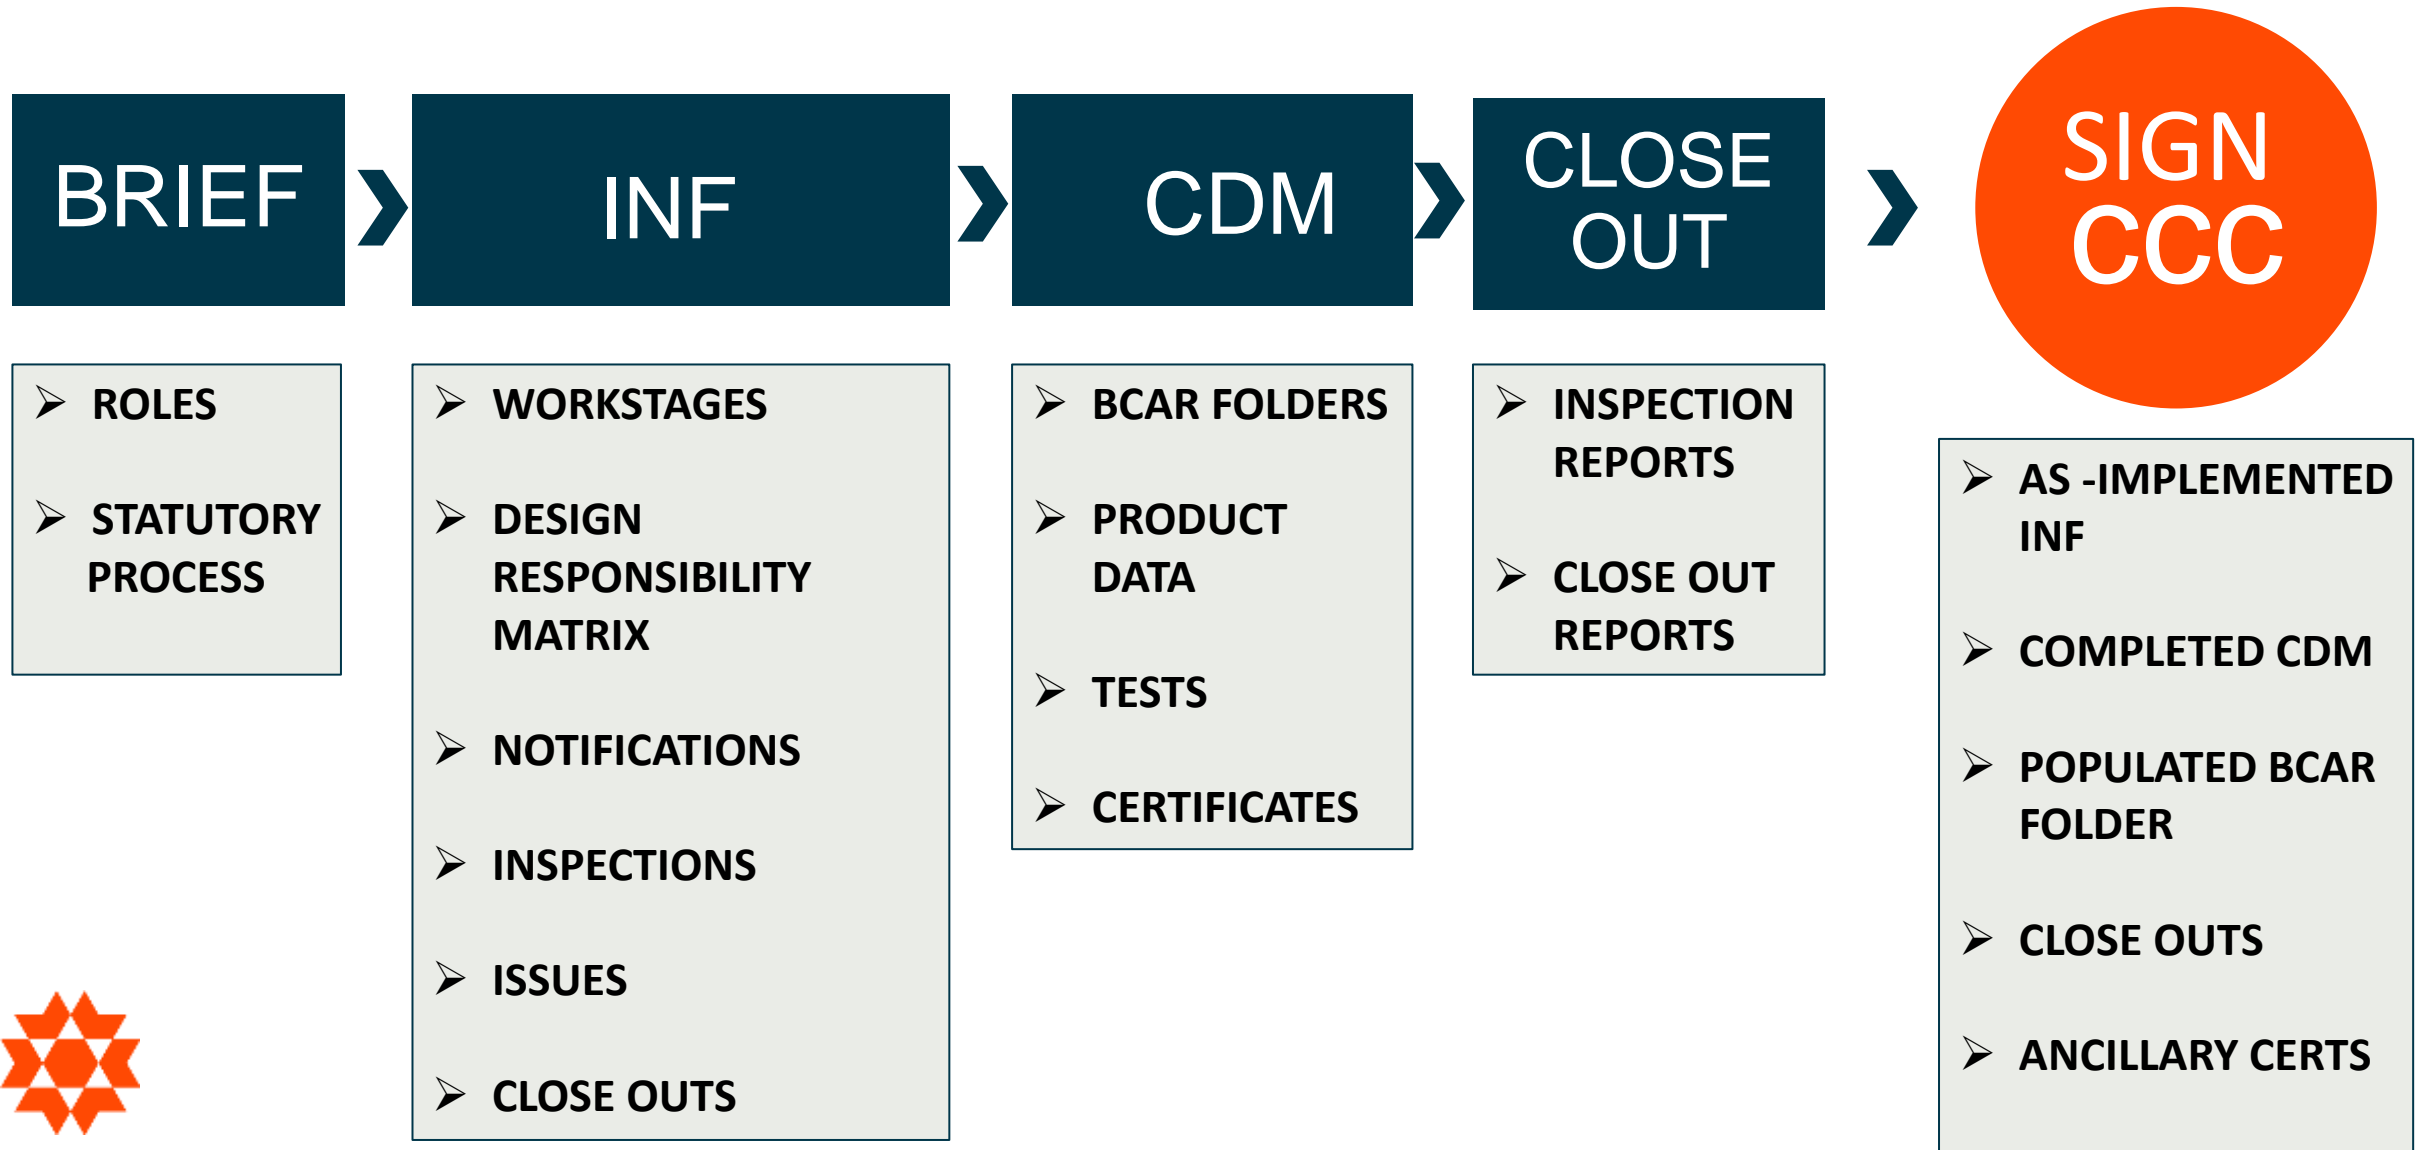 BRIEF
INF
CDM
CLOSE
OUT
SIGN
CCC
ROLES
STATUTORY
PROCESS
WORKSTAGES
DESIGN
RESPONSIBILITY
MATRIX
NOTIFICATIONS
INSPECTIONS
ISSUES
CLOSE OUTS
BCAR FOLDERS
PRODUCT
DATA
TESTS
CERTIFICATES
INSPECTION
REPORTS
CLOSE OUT
REPORTS
AS -IMPLEMENTED
INF
COMPLETED CDM
POPULATED BCAR
FOLDER
CLOSE OUTS
ANCILLARY CERTS